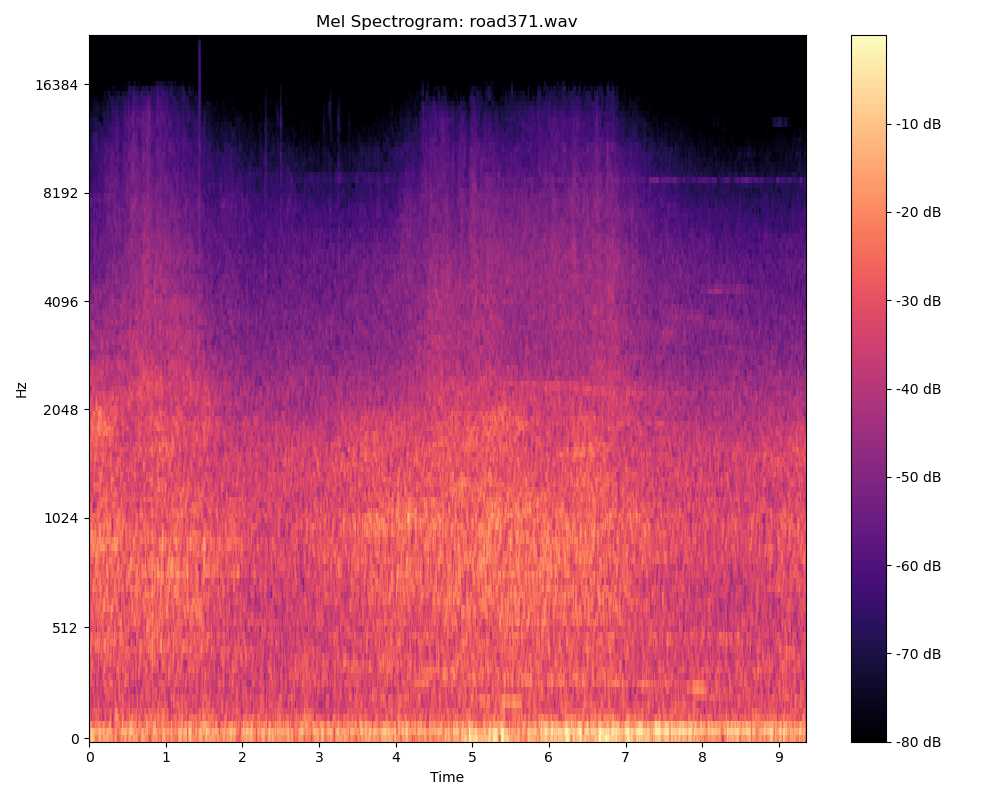 Mel Spectrogram: road371.wav
16384
8192
4096
2048
1024
512
0
Hz
0 1 2 3 4 5 6 7 8 9
Time
-10 dB
-20 dB
-30 dB
-40 dB
-50 dB
-60 dB
-70 dB
-80 dB